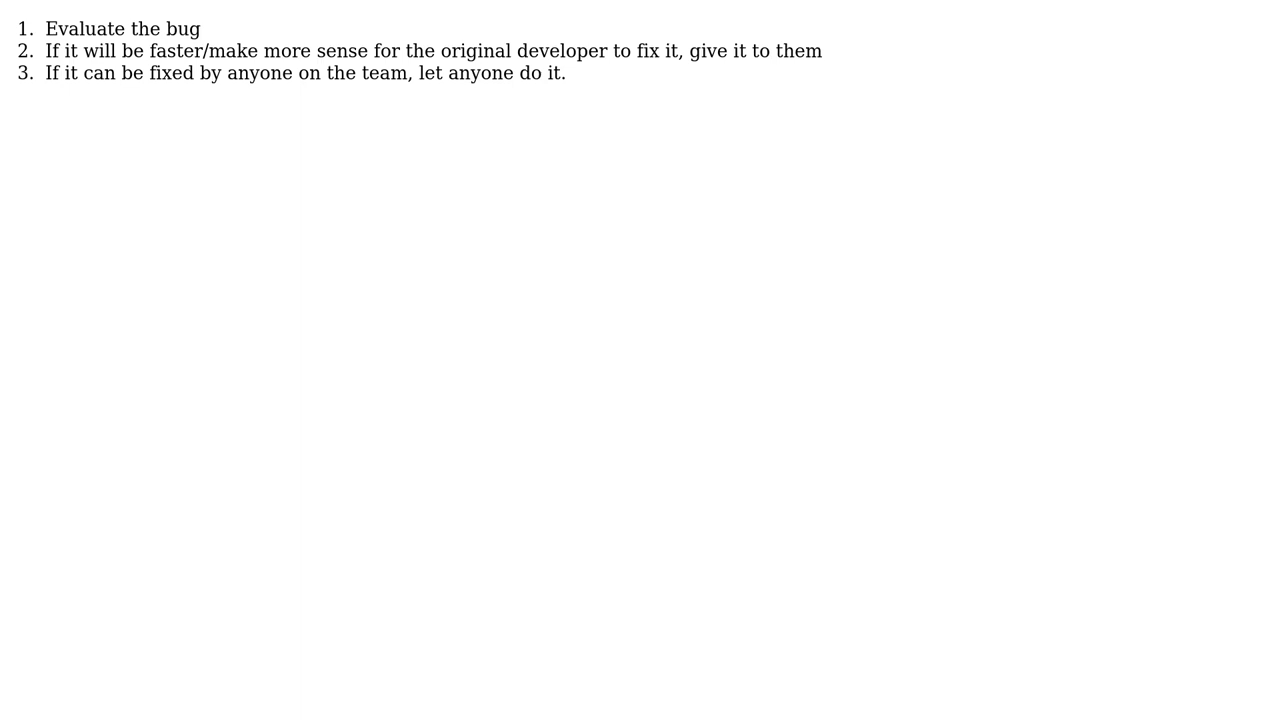 1. Evaluate the bug
2. If it will be faster/make more sense for the original developer to fix it, give it to them
3. If it can be fixed by anyone on the team, let anyone do it.